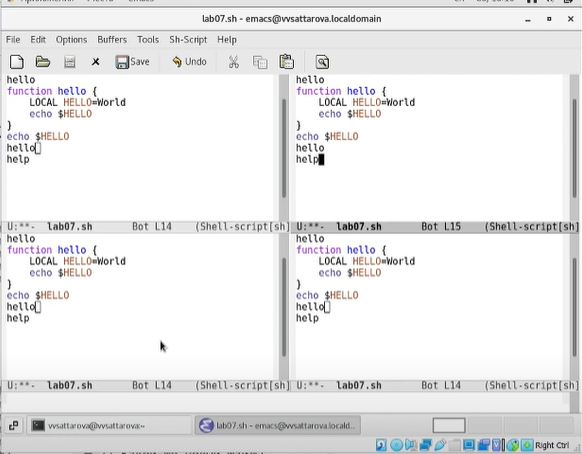 lab07.sh - emacs@vvsattarova.localdomain
File Edit Options Buffers Tools Sh-Script Help
Save Undo
hello
function hello {
LOCAL HELLO=World
echo $HELLO
}
echo $HELLO
hello
help
U:**- lab07.sh Bot L14 (Shell-script[sh]
hello
function hello {
LOCAL HELLO=World
echo $HELLO
}
echo $HELLO
hello
help
U:**- lab07.sh Bot L15 (Shell-script[sh]
hello
function hello {
LOCAL HELLO=World
echo $HELLO
}
echo $HELLO
hello
help
U:**- lab07.sh Bot L14 (Shell-script[sh]
hello
function hello {
LOCAL HELLO=World
echo $HELLO
}
echo $HELLO
hello
help
U:**- lab07.sh Bot L14 (Shell-script[sh]
vvsattarova@vvsattarova:~
lab07.sh - emacs@vvsattarova.locald...
Right Ctrl